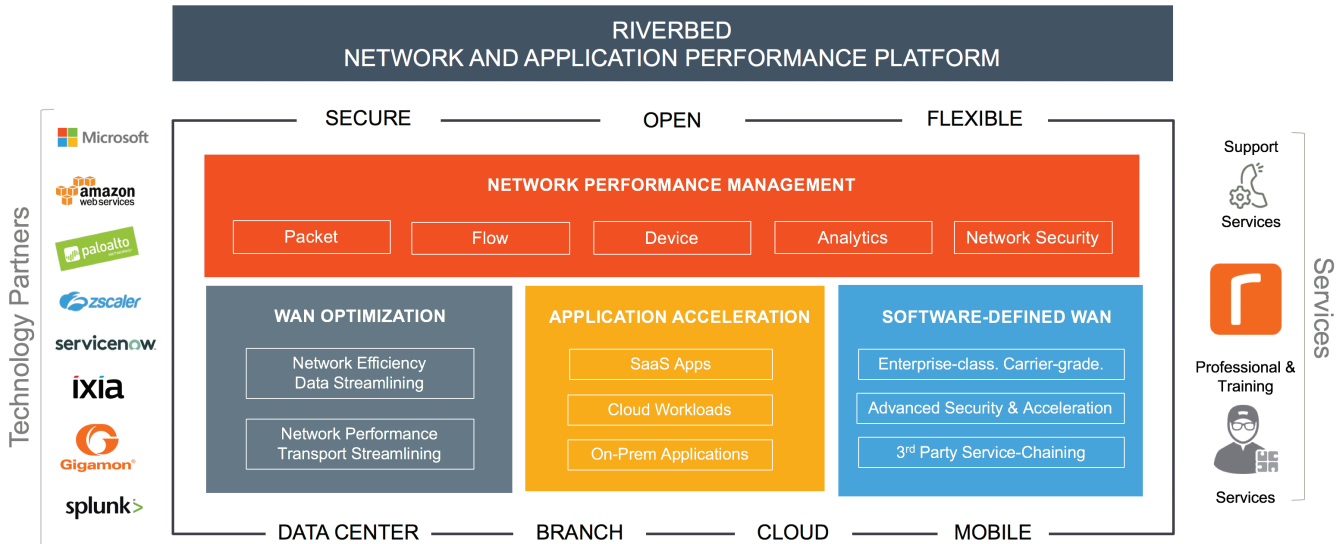 RIVERBED
NETWORK AND APPLICATION PERFORMANCE PLATFORM
Technology Partners
Microsoft
amazon
webservices
paloalto
zscaler
servicenow
ixia
Gigamon®
splunk>
SECURE
OPEN
FLEXIBLE
NETWORK PERFORMANCE MANAGEMENT
Packet
Flow
Device
Analytics
Network Security
WAN OPTIMIZATION
Network Efficiency
Data Streamlining
Network Performance
Transport Streamlining
APPLICATION ACCELERATION
SaaS Apps
Cloud Workloads
On-Prem Applications
SOFTWARE-DEFINED WAN
Enterprise-class. Carrier-grade.
Advanced Security & Acceleration
3rd Party Service-Chaining
DATA CENTER
BRANCH
CLOUD
MOBILE
Support
Services
r
Professional &
Training
Services
Services